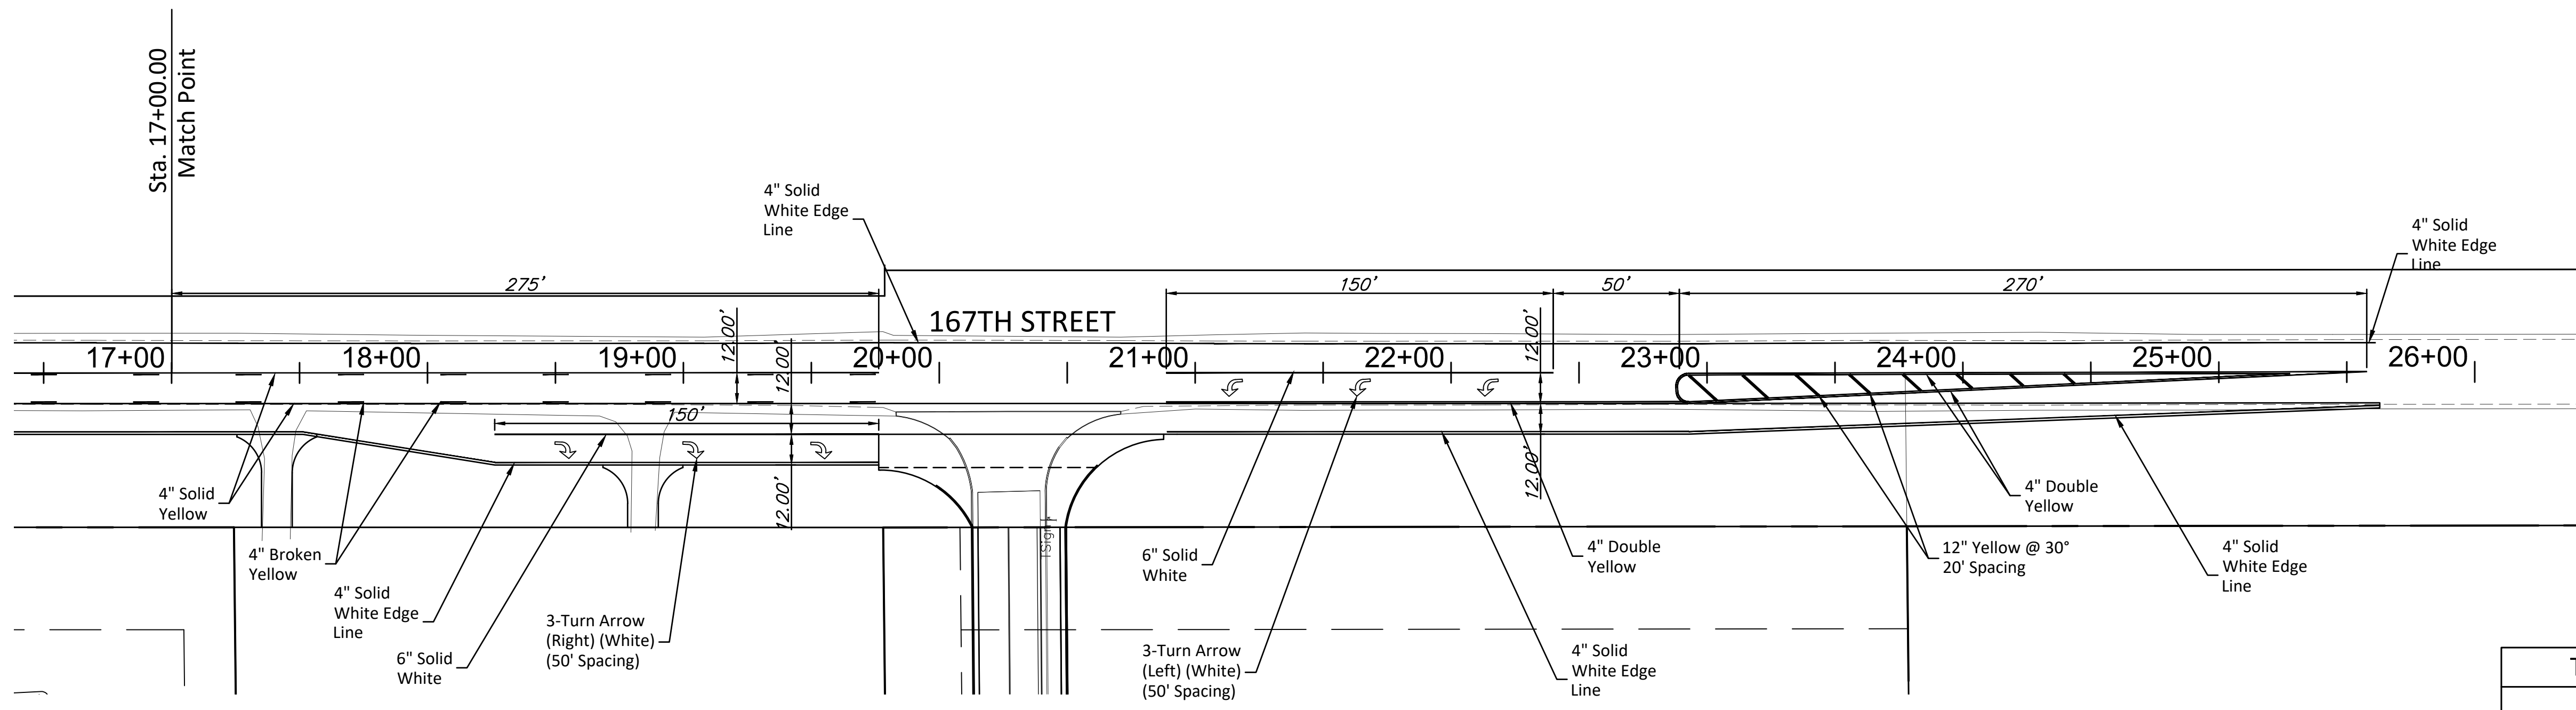 Sta. 17+00.00
Match Point
4" Solid
White Edge
Line
4" Solid
White Edge
Line
275'
150'
50'
270'
167TH STREET
12.00'
12.00'
12.00'
17+00
18+00
19+00
20+00
21+00
22+00
23+00
24+00
25+00
26+00
150'
12.00'
12.00'
4" Solid
Yellow
4" Broken
Yellow
4" Solid
White Edge
Line
6" Solid
White
3-Turn Arrow
(Right) (White)
(50' Spacing)
TSign
6" Solid
White
3-Turn Arrow
(Left) (White)
(50' Spacing)
4" Double
Yellow
4" Solid
White Edge
Line
12" Yellow @ 30°
20' Spacing
4" Double
Yellow
4" Solid
White Edge
Line
T